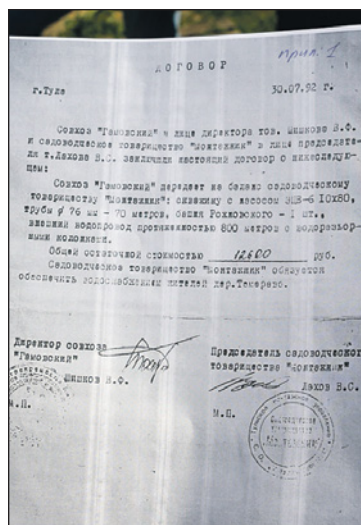 прил. 1
ДОГОВОР
г.Тула 30.07.92 г.
Совхоз "Гамовский" в лице директора тов. Шишкова В.Ф.
и садоводческое товарищество "Монтажник" в лице председате-
ля т.Лахова В.С. заключили настоящий договор о нижеследую-
щем:
Совхоз "Гамовский" передает на баланс садоводческому
товариществу "Монтажник": скважину с насосом ЭЦВ-6 10х80,
трубы ∅ 76 мм - 70 метров, башня Рожновского - 1 шт.,
внешний водопровод протяженностью 800 метров с водоразбор-
ными колонками.
Общей остаточной стоимостью 12600 руб.
Садоводческое товарищество "Монтажник" обязуется
обеспечить водоснабжением жителей дер.Текерево.
Директор совхоза
"Гамовский"
Шишков В.Ф.
М.П.
Председатель садоводческого
товарищества "Монтажник"
Лахов В.С.
М.П.